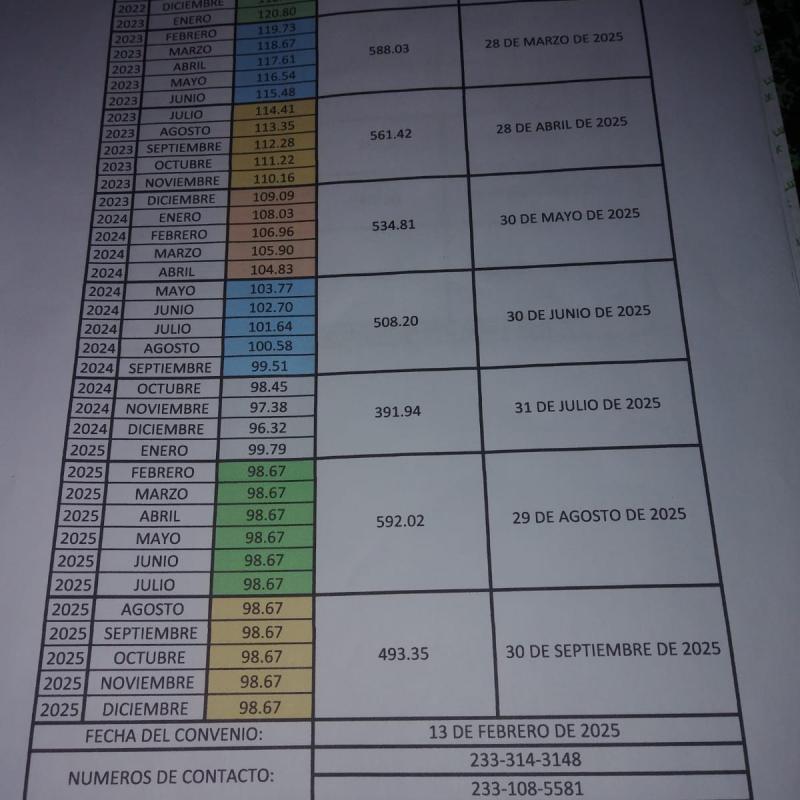 2022 DICIEMBRE
2023 ENERO 120.80
2023 FEBRERO 119.73
2023 MARZO 118.67 588.03 28 DE MARZO DE 2025
2023 ABRIL 117.61
2023 MAYO 116.54
2023 JUNIO 115.48
2023 JULIO 114.41
2023 AGOSTO 113.35 561.42 28 DE ABRIL DE 2025
2023 SEPTIEMBRE 112.28
2023 OCTUBRE 111.22
2023 NOVIEMBRE 110.16
2023 DICIEMBRE 109.09
2024 ENERO 108.03
2024 FEBRERO 106.96 534.81 30 DE MAYO DE 2025
2024 MARZO 105.90
2024 ABRIL 104.83
2024 MAYO 103.77
2024 JUNIO 102.70
2024 JULIO 101.64 508.20 30 DE JUNIO DE 2025
2024 AGOSTO 100.58
2024 SEPTIEMBRE 99.51
2024 OCTUBRE 98.45
2024 NOVIEMBRE 97.38 391.94 31 DE JULIO DE 2025
2024 DICIEMBRE 96.32
2025 ENERO 99.79
2025 FEBRERO 98.67
2025 MARZO 98.67
2025 ABRIL 98.67 592.02 29 DE AGOSTO DE 2025
2025 MAYO 98.67
2025 JUNIO 98.67
2025 JULIO 98.67
2025 AGOSTO 98.67
2025 SEPTIEMBRE 98.67
2025 OCTUBRE 98.67 493.35 30 DE SEPTIEMBRE DE 2025
2025 NOVIEMBRE 98.67
2025 DICIEMBRE 98.67
FECHA DEL CONVENIO: 13 DE FEBRERO DE 2025
NUMEROS DE CONTACTO: 233-314-3148
233-108-5581